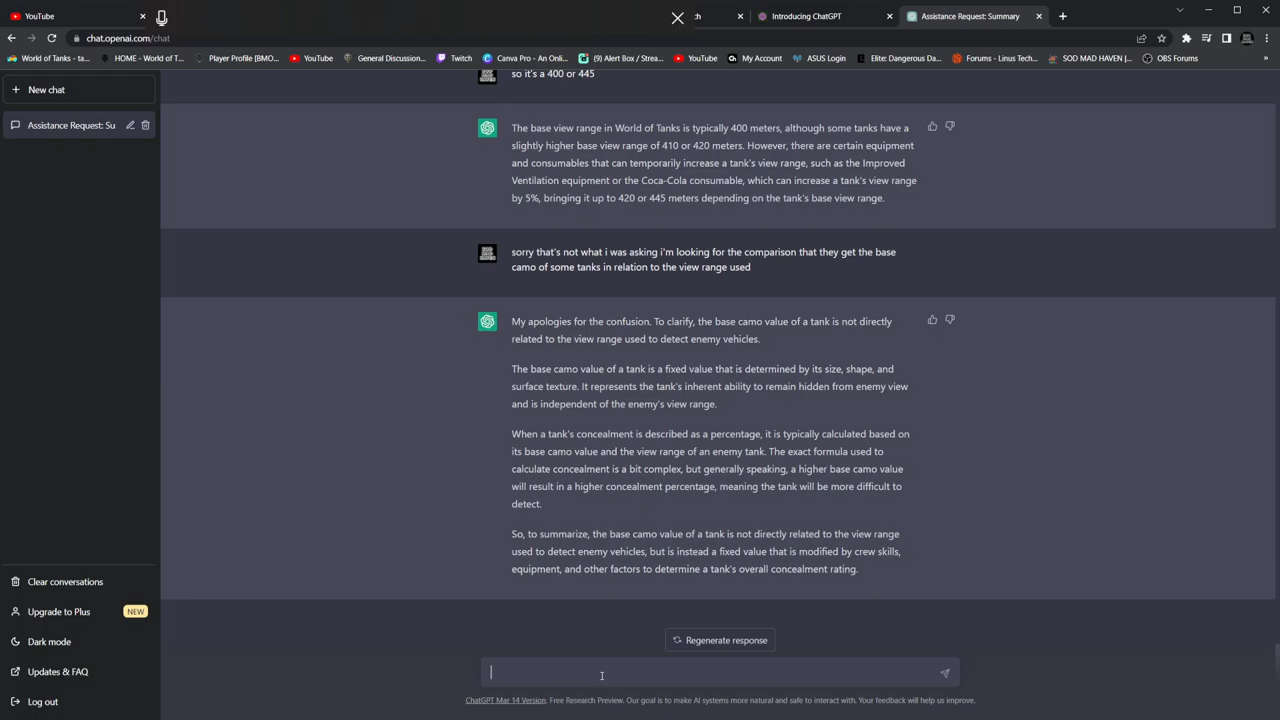 YouTube
ch
Introducing ChatGPT
Assistance Request: Summary
chat.openai.com/chat
World of Tanks - ta...
HOME - World of T...
Player Profile [BMO...
YouTube
General Discussion...
Twitch
Canva Pro - An Onli...
(9) Alert Box / Strea...
YouTube
My Account
ASUS Login
Elite: Dangerous Da...
Forums - Linus Tech...
SOD MAD HAVEN |...
OBS Forums
»
New chat
Assistance Request: Su
so it's a 400 or 445
The base view range in World of Tanks is typically 400 meters, although some tanks have a
slightly higher base view range of 410 or 420 meters. However, there are certain equipment
and consumables that can temporarily increase a tank's view range, such as the Improved
Ventilation equipment or the Coca-Cola consumable, which can increase a tank's view range
by 5%, bringing it up to 420 or 445 meters depending on the tank's base view range.
sorry that's not what i was asking i'm looking for the comparison that they get the base
camo of some tanks in relation to the view range used
My apologies for the confusion. To clarify, the base camo value of a tank is not directly
related to the view range used to detect enemy vehicles.
The base camo value of a tank is a fixed value that is determined by its size, shape, and
surface texture. It represents the tank's inherent ability to remain hidden from enemy view
and is independent of the enemy's view range.
When a tank's concealment is described as a percentage, it is typically calculated based on
its base camo value and the view range of an enemy tank. The exact formula used to
calculate concealment is a bit complex, but generally speaking, a higher base camo value
will result in a higher concealment percentage, meaning the tank will be more difficult to
detect.
So, to summarize, the base camo value of a tank is not directly related to the view range
used to detect enemy vehicles, but is instead a fixed value that is modified by crew skills,
equipment, and other factors to determine a tank's overall concealment rating.
Clear conversations
Upgrade to Plus
NEW
Dark mode
Updates & FAQ
Log out
Regenerate response
ChatGPT Mar 14 Version. Free Research Preview. Our goal is to make AI systems more natural and safe to interact with. Your feedback will help us improve.